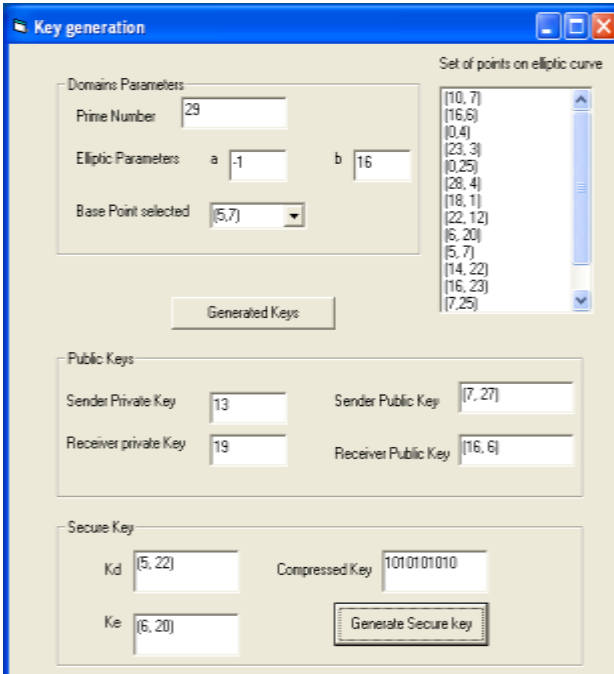 Key generation
Set of points on elliptic curve
Domains Parameters
Prime Number 29
Elliptic Parameters a -1 b 16
Base Point selected (5,7)
(10, 7)
(16,6)
(0,4)
(23, 3)
(0,25)
(28, 4)
(18, 1)
(22, 12)
(6, 20)
(5, 7)
(14, 22)
(16, 23)
(7,25)
Generated Keys
Public Keys
Sender Private Key 13 Sender Public Key (7, 27)
Receiver private Key 19 Receiver Public Key (16, 6)
Secure Key
Kd (5, 22) Compressed Key 1010101010
Ke (6, 20) Generate Secure key